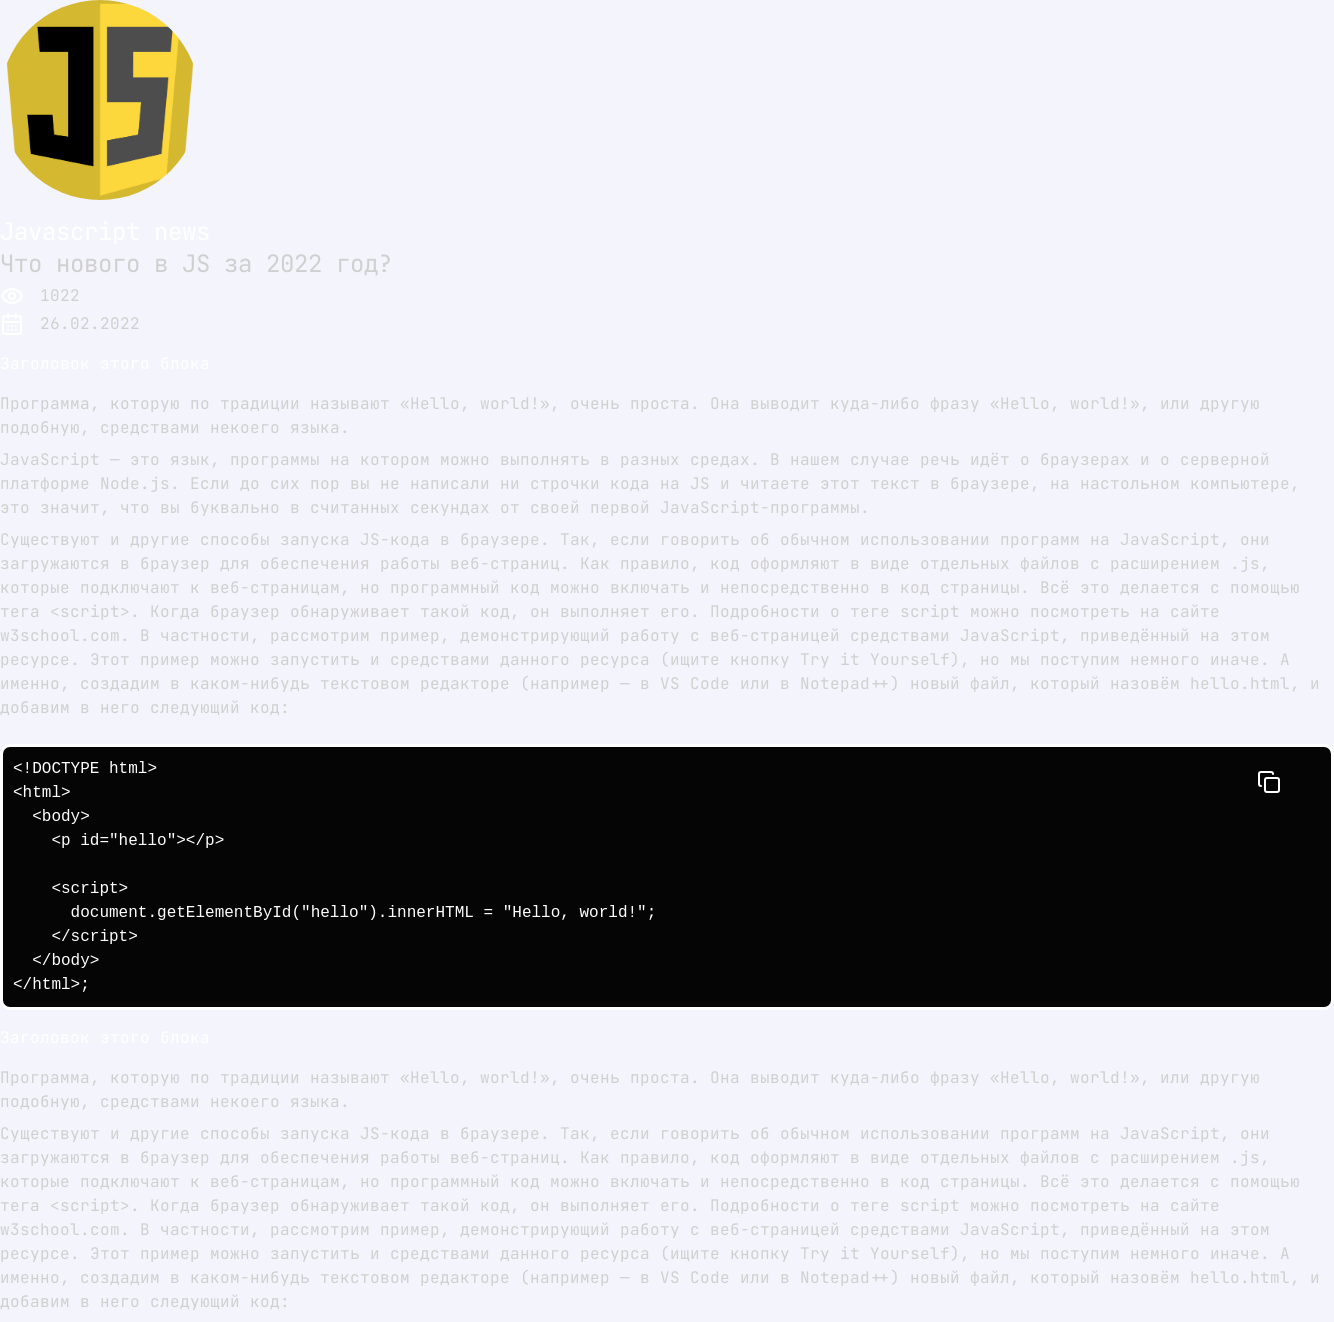 JS
Javascript news
Что нового в JS за 2022 год?
1022
26.02.2022
Заголовок этого блока
Программа, которую по традиции называют «Hello, world!», очень проста. Она выводит куда-либо фразу «Hello, world!», или другую
подобную, средствами некоего языка.
JavaScript — это язык, программы на котором можно выполнять в разных средах. В нашем случае речь идёт о браузерах и о серверной
платформе Node.js. Если до сих пор вы не написали ни строчки кода на JS и читаете этот текст в браузере, на настольном компьютере,
это значит, что вы буквально в считанных секундах от своей первой JavaScript-программы.
Существуют и другие способы запуска JS-кода в браузере. Так, если говорить об обычном использовании программ на JavaScript, они
загружаются в браузер для обеспечения работы веб-страниц. Как правило, код оформляют в виде отдельных файлов с расширением .js,
которые подключают к веб-страницам, но программный код можно включать и непосредственно в код страницы. Всё это делается с помощью
тега <script>. Когда браузер обнаруживает такой код, он выполняет его. Подробности о теге script можно посмотреть на сайте
w3school.com. В частности, рассмотрим пример, демонстрирующий работу с веб-страницей средствами JavaScript, приведённый на этом
ресурсе. Этот пример можно запустить и средствами данного ресурса (ищите кнопку Try it Yourself), но мы поступим немного иначе. А
именно, создадим в каком-нибудь текстовом редакторе (например — в VS Code или в Notepad++) новый файл, который назовём hello.html, и
добавим в него следующий код:
<!DOCTYPE html>
<html>
  <body>
    <p id="hello"></p>
    <script>
      document.getElementById("hello").innerHTML = "Hello, world!";
    </script>
  </body>
</html>;
Заголовок этого блока
Программа, которую по традиции называют «Hello, world!», очень проста. Она выводит куда-либо фразу «Hello, world!», или другую
подобную, средствами некоего языка.
Существуют и другие способы запуска JS-кода в браузере. Так, если говорить об обычном использовании программ на JavaScript, они
загружаются в браузер для обеспечения работы веб-страниц. Как правило, код оформляют в виде отдельных файлов с расширением .js,
которые подключают к веб-страницам, но программный код можно включать и непосредственно в код страницы. Всё это делается с помощью
тега <script>. Когда браузер обнаруживает такой код, он выполняет его. Подробности о теге script можно посмотреть на сайте
w3school.com. В частности, рассмотрим пример, демонстрирующий работу с веб-страницей средствами JavaScript, приведённый на этом
ресурсе. Этот пример можно запустить и средствами данного ресурса (ищите кнопку Try it Yourself), но мы поступим немного иначе. А
именно, создадим в каком-нибудь текстовом редакторе (например — в VS Code или в Notepad++) новый файл, который назовём hello.html, и
добавим в него следующий код: